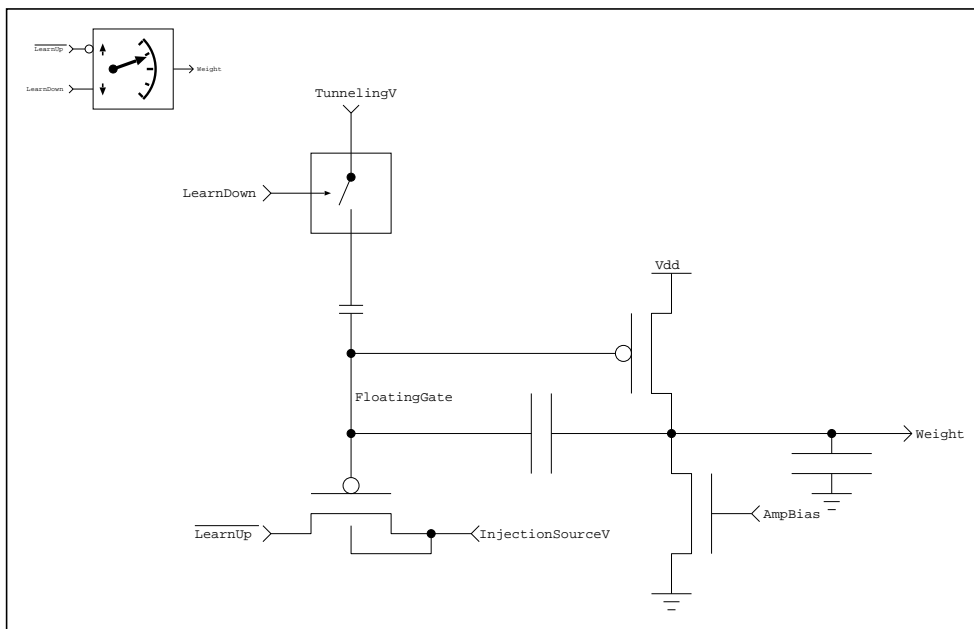 LearnUp
Weight
LearnDown
TunnelingV
LearnDown
Vdd
FloatingGate
Weight
AmpBias
LearnUp
InjectionSourceV